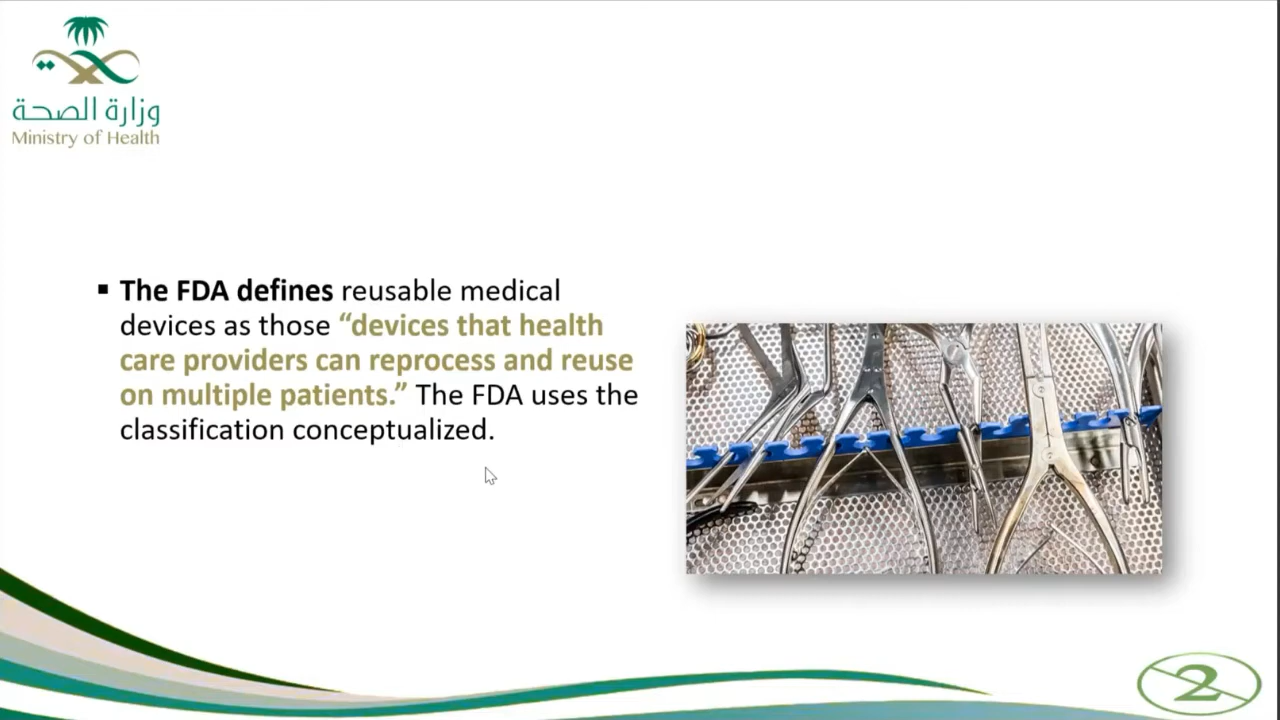 وزارة الصحة
Ministry of Health
▪ The FDA defines reusable medical
devices as those “devices that health
care providers can reprocess and reuse
on multiple patients.” The FDA uses the
classification conceptualized.
2